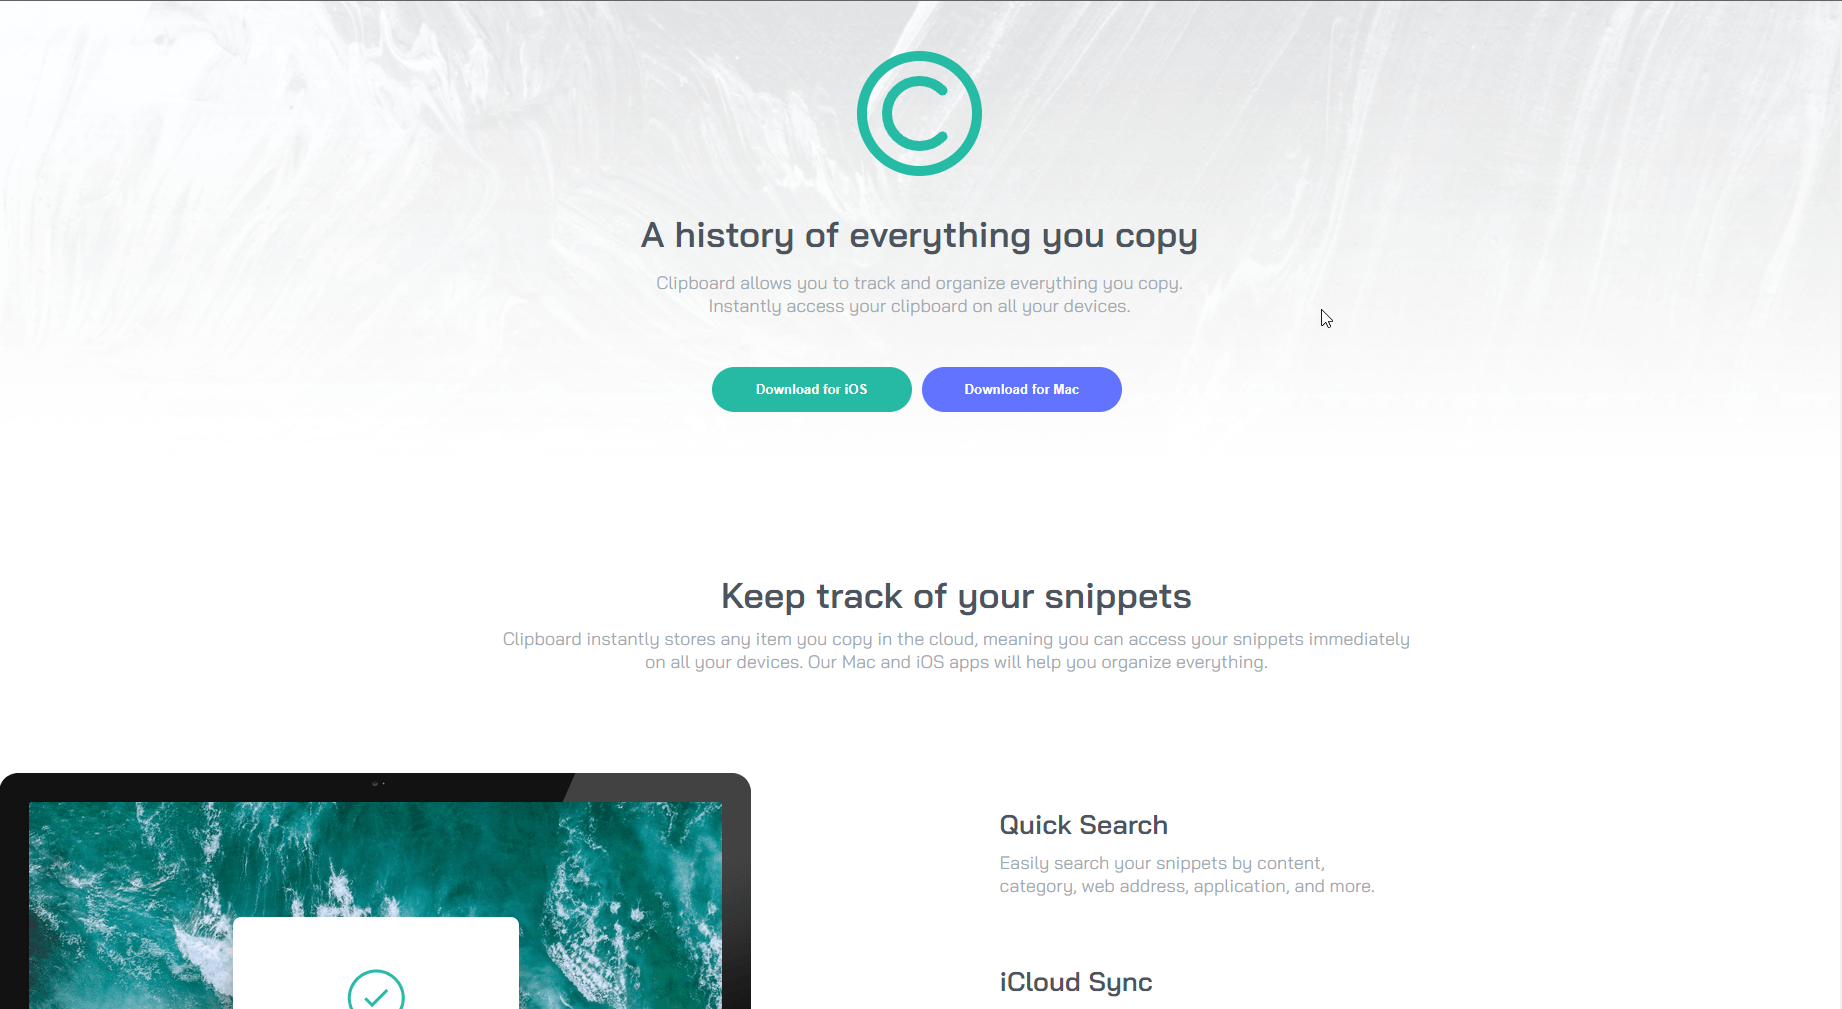 C
A history of everything you copy
Clipboard allows you to track and organize everything you copy.
Instantly access your clipboard on all your devices.
Download for iOS
Download for Mac
Keep track of your snippets
Clipboard instantly stores any item you copy in the cloud, meaning you can access your snippets immediately
on all your devices. Our Mac and iOS apps will help you organize everything.
Quick Search
Easily search your snippets by content,
category, web address, application, and more.
iCloud Sync